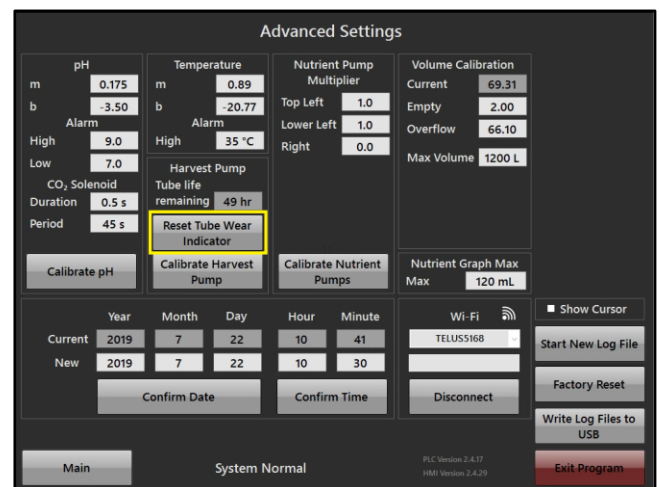 Advanced Settings
pH
m 0.175
b -3.50
Alarm
High 9.0
Low 7.0
CO₂ Solenoid
Duration 0.5 s
Period 45 s
Calibrate pH
Temperature
m 0.89
b -20.77
Alarm
High 35 °C
Harvest Pump
Tube life
remaining 49 hr
Reset Tube Wear
Indicator
Calibrate Harvest
Pump
Nutrient Pump
Multiplier
Top Left 1.0
Lower Left 1.0
Right 0.0
Calibrate Nutrient
Pumps
Volume Calibration
Current 69.31
Empty 2.00
Overflow 66.10
Max Volume 1200 L
Nutrient Graph Max
Max 120 mL
Year Month Day Hour Minute
Current 2019 7 22 10 41
New 2019 7 22 10 30
Confirm Date Confirm Time
Wi-Fi
TELUS5168
Disconnect
Show Cursor
Start New Log File
Factory Reset
Write Log Files to
USB
Main
System Normal
PLC Version 2.4.17
HMI Version 2.4.29
Exit Program